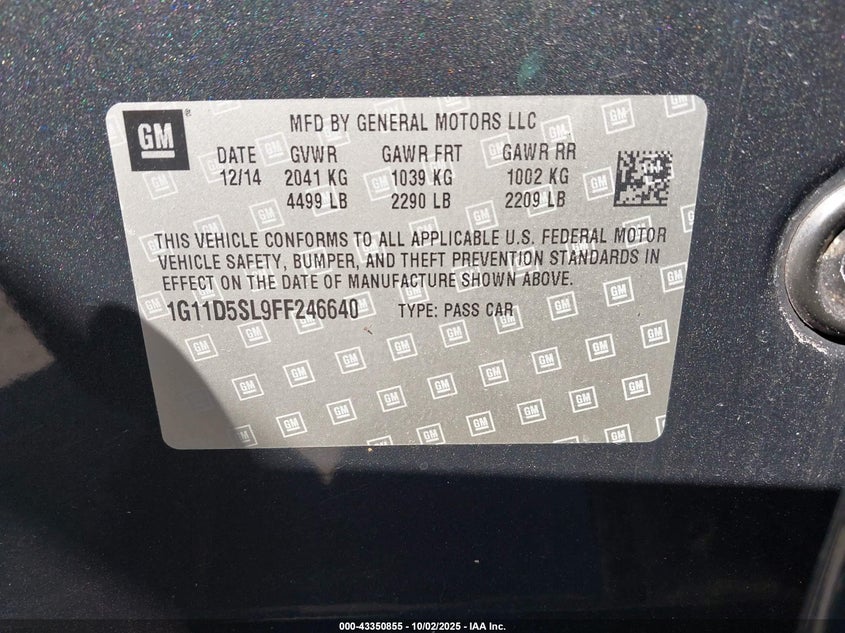 GM ® MFD BY GENERAL MOTORS LLC
DATE GVWR GAWR FRT GAWR RR
12/14 2041 KG 1039 KG 1002 KG
4499 LB 2290 LB 2209 LB
THIS VEHICLE CONFORMS TO ALL APPLICABLE U.S. FEDERAL MOTOR
VEHICLE SAFETY, BUMPER, AND THEFT PREVENTION STANDARDS IN
EFFECT ON THE DATE OF MANUFACTURE SHOWN ABOVE.
1G11D5SL9FF246640 TYPE: PASS CAR
000-43350855 - 10/02/2025 - IAA Inc.